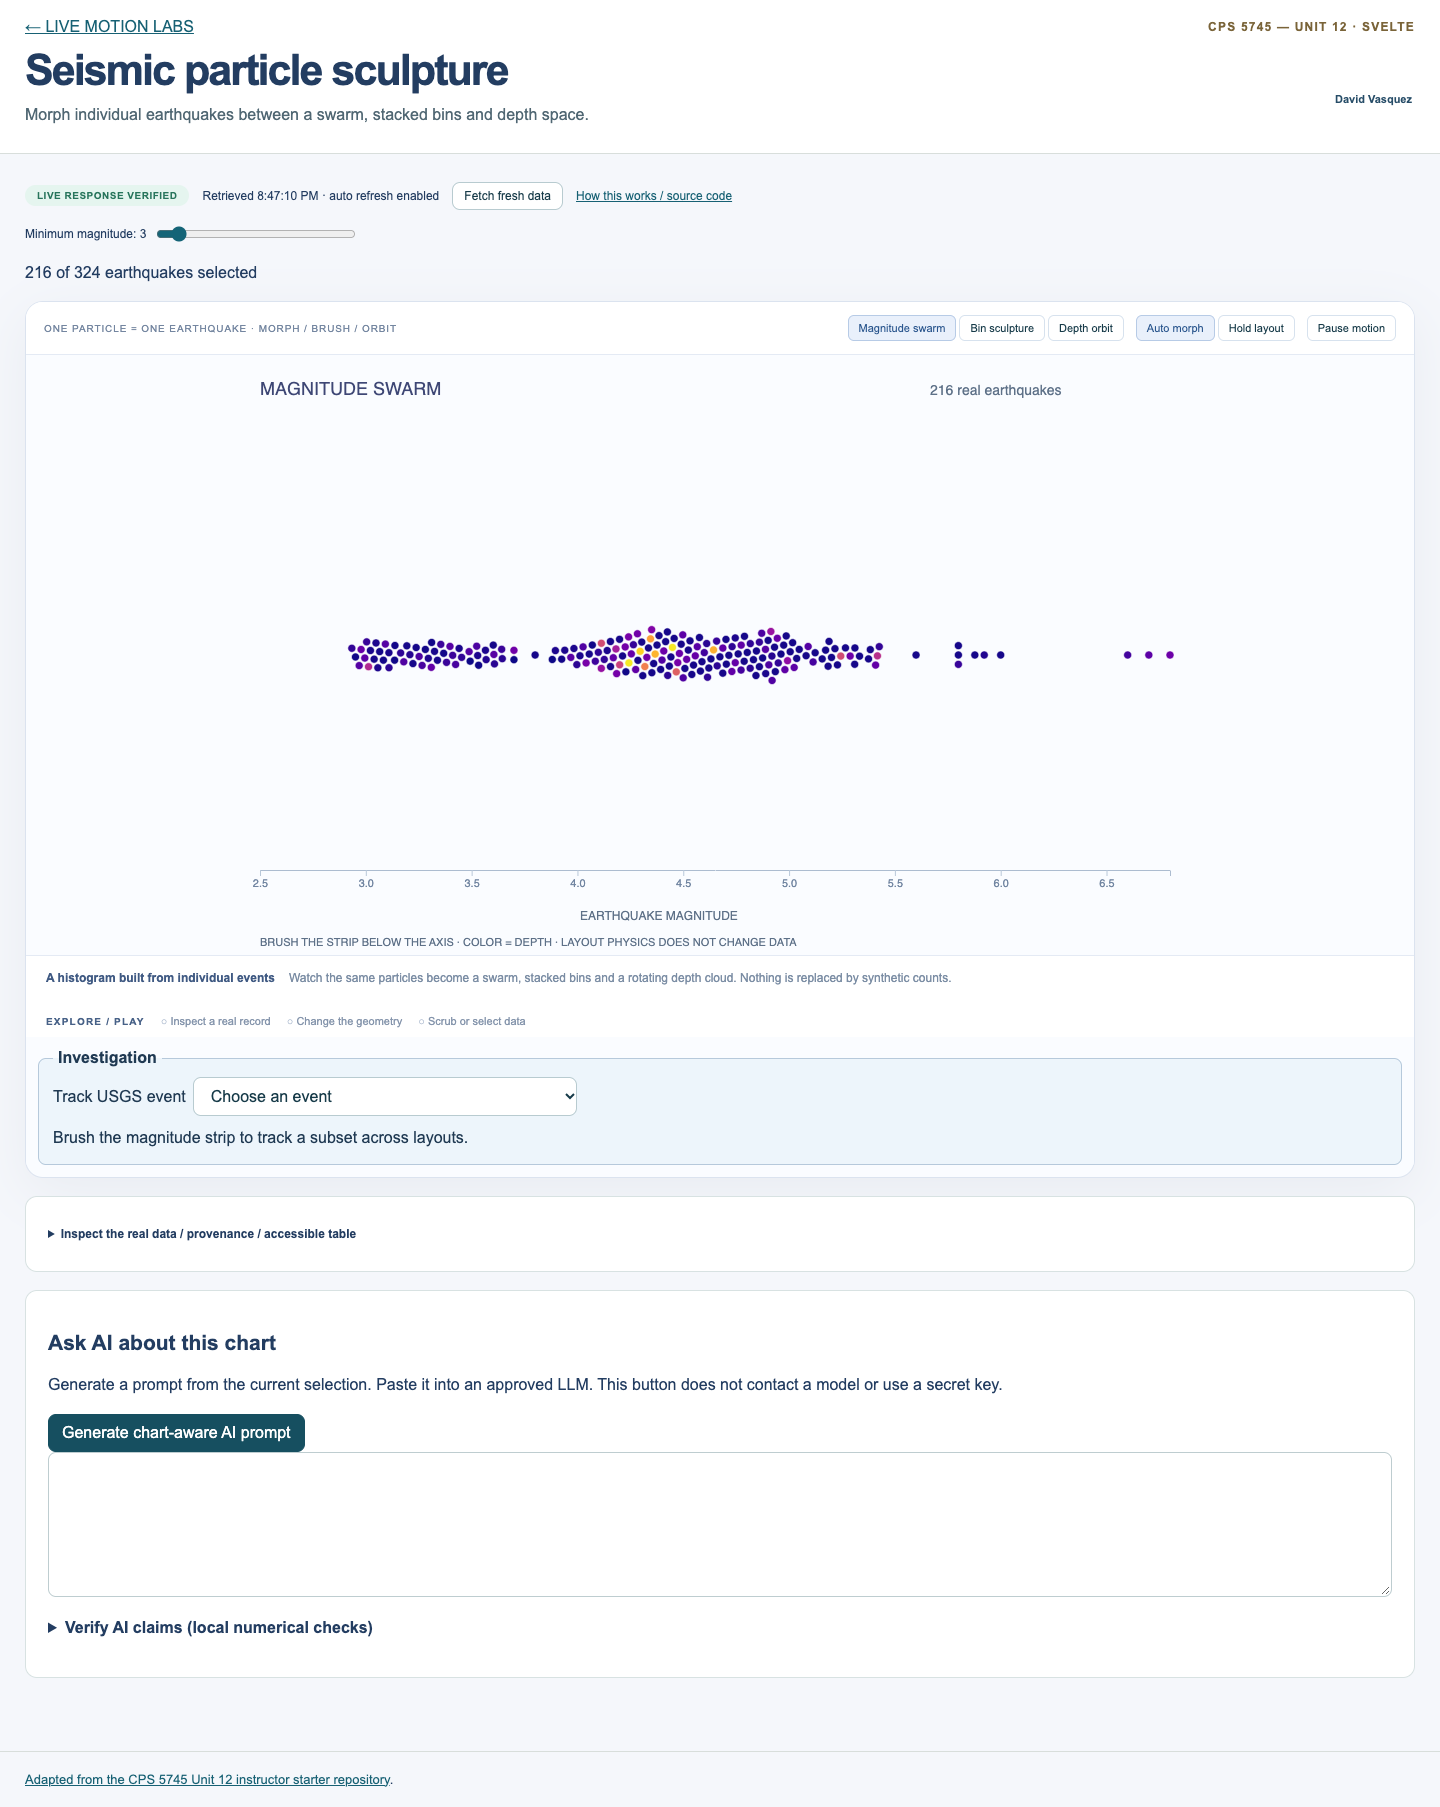 ← LIVE MOTION LABS
CPS 5745 — UNIT 12 · SVELTE
Seismic particle sculpture
David Vasquez
Morph individual earthquakes between a swarm, stacked bins and depth space.
LIVE RESPONSE VERIFIED Retrieved 8:47:10 PM · auto refresh enabled Fetch fresh data How this works / source code
Minimum magnitude: 3
216 of 324 earthquakes selected
ONE PARTICLE = ONE EARTHQUAKE · MORPH / BRUSH / ORBIT Magnitude swarm Bin sculpture Depth orbit Auto morph Hold layout Pause motion
MAGNITUDE SWARM 216 real earthquakes
2.5 3.0 3.5 4.0 4.5 5.0 5.5 6.0 6.5
EARTHQUAKE MAGNITUDE
BRUSH THE STRIP BELOW THE AXIS · COLOR = DEPTH · LAYOUT PHYSICS DOES NOT CHANGE DATA
A histogram built from individual events Watch the same particles become a swarm, stacked bins and a rotating depth cloud. Nothing is replaced by synthetic counts.
EXPLORE / PLAY ○ Inspect a real record ○ Change the geometry ○ Scrub or select data
Investigation
Track USGS event Choose an event
Brush the magnitude strip to track a subset across layouts.
▶ Inspect the real data / provenance / accessible table
Ask AI about this chart
Generate a prompt from the current selection. Paste it into an approved LLM. This button does not contact a model or use a secret key.
Generate chart-aware AI prompt
▶ Verify AI claims (local numerical checks)
Adapted from the CPS 5745 Unit 12 instructor starter repository.